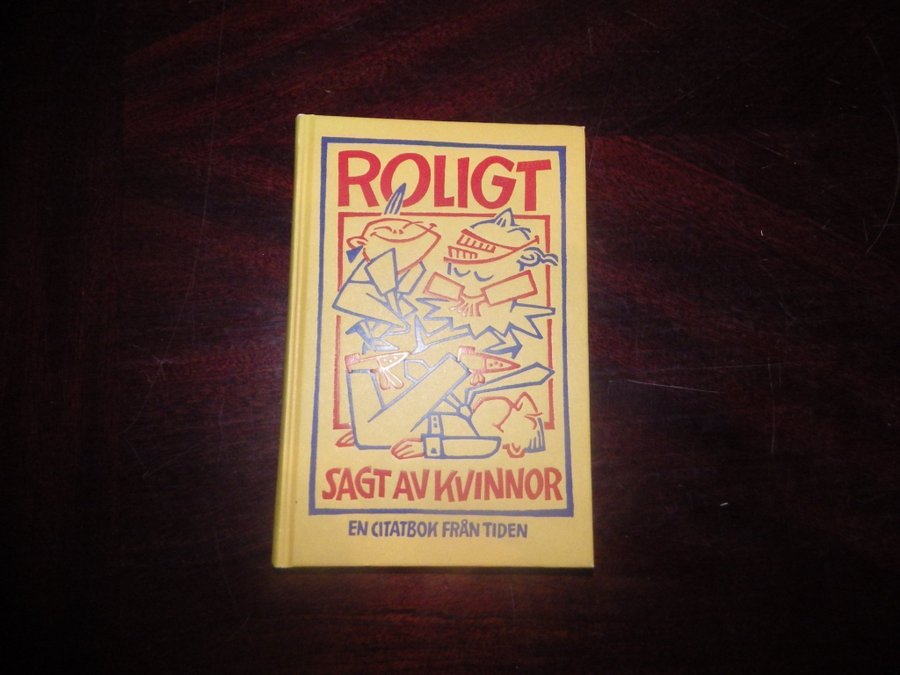 ROLIGT
SAGT AV KVINNOR
EN CITATBOK FRÅN TIDEN